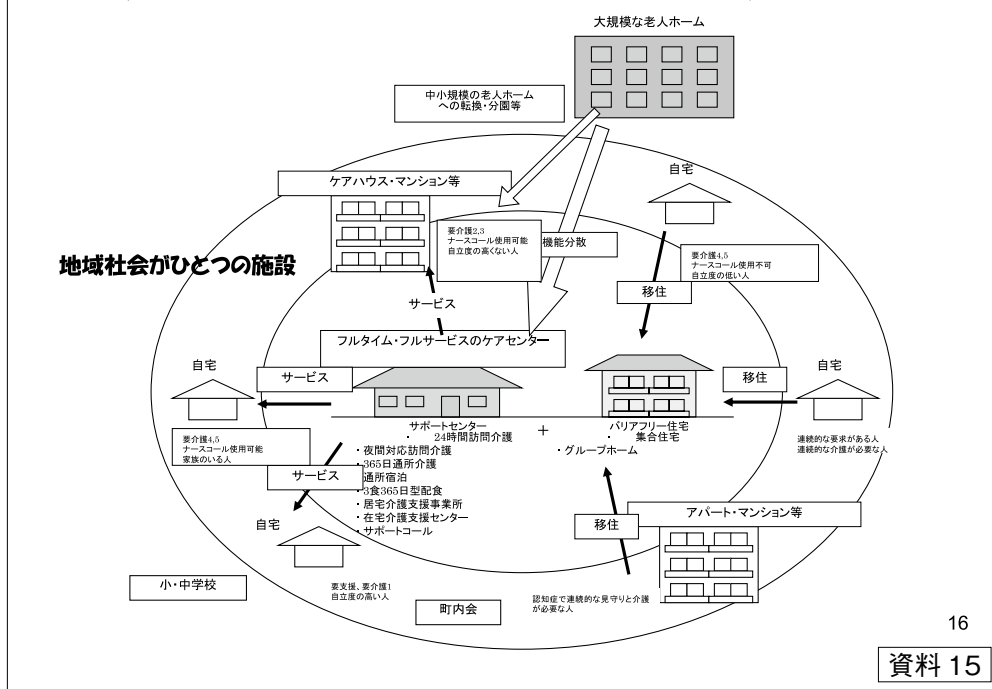 大規模な老人ホーム
中小規模の老人ホーム
への転換・分園等
自宅
ケアハウス・マンション等
要介護2,3
ナースコール使用可能
自立度の高くない人
機能分散
要介護4,5
ナースコール使用不可
自立度の低い人
地域社会がひとつの施設
移住
サービス
フルタイム・フルサービスのケアセンター
自宅
サービス
移住
自宅
サポートセンター
・ 24時間訪問介護
・夜間対応訪問介護
・365日通所介護
・通所宿泊
・3食365日型配食
・居宅介護支援事業所
・在宅介護支援センター
・サポートコール
+
バリアフリー住宅
・ 集合住宅
・グループホーム
要介護4,5
ナースコール使用可能
家族のいる人
連続的な要求がある人
連続的な介護が必要な人
サービス
自宅
移住
アパート・マンション等
小・中学校
要支援、要介護1
自立度の高い人
町内会
認知症で連続的な見守りと介護
が必要な人
16
資料 15